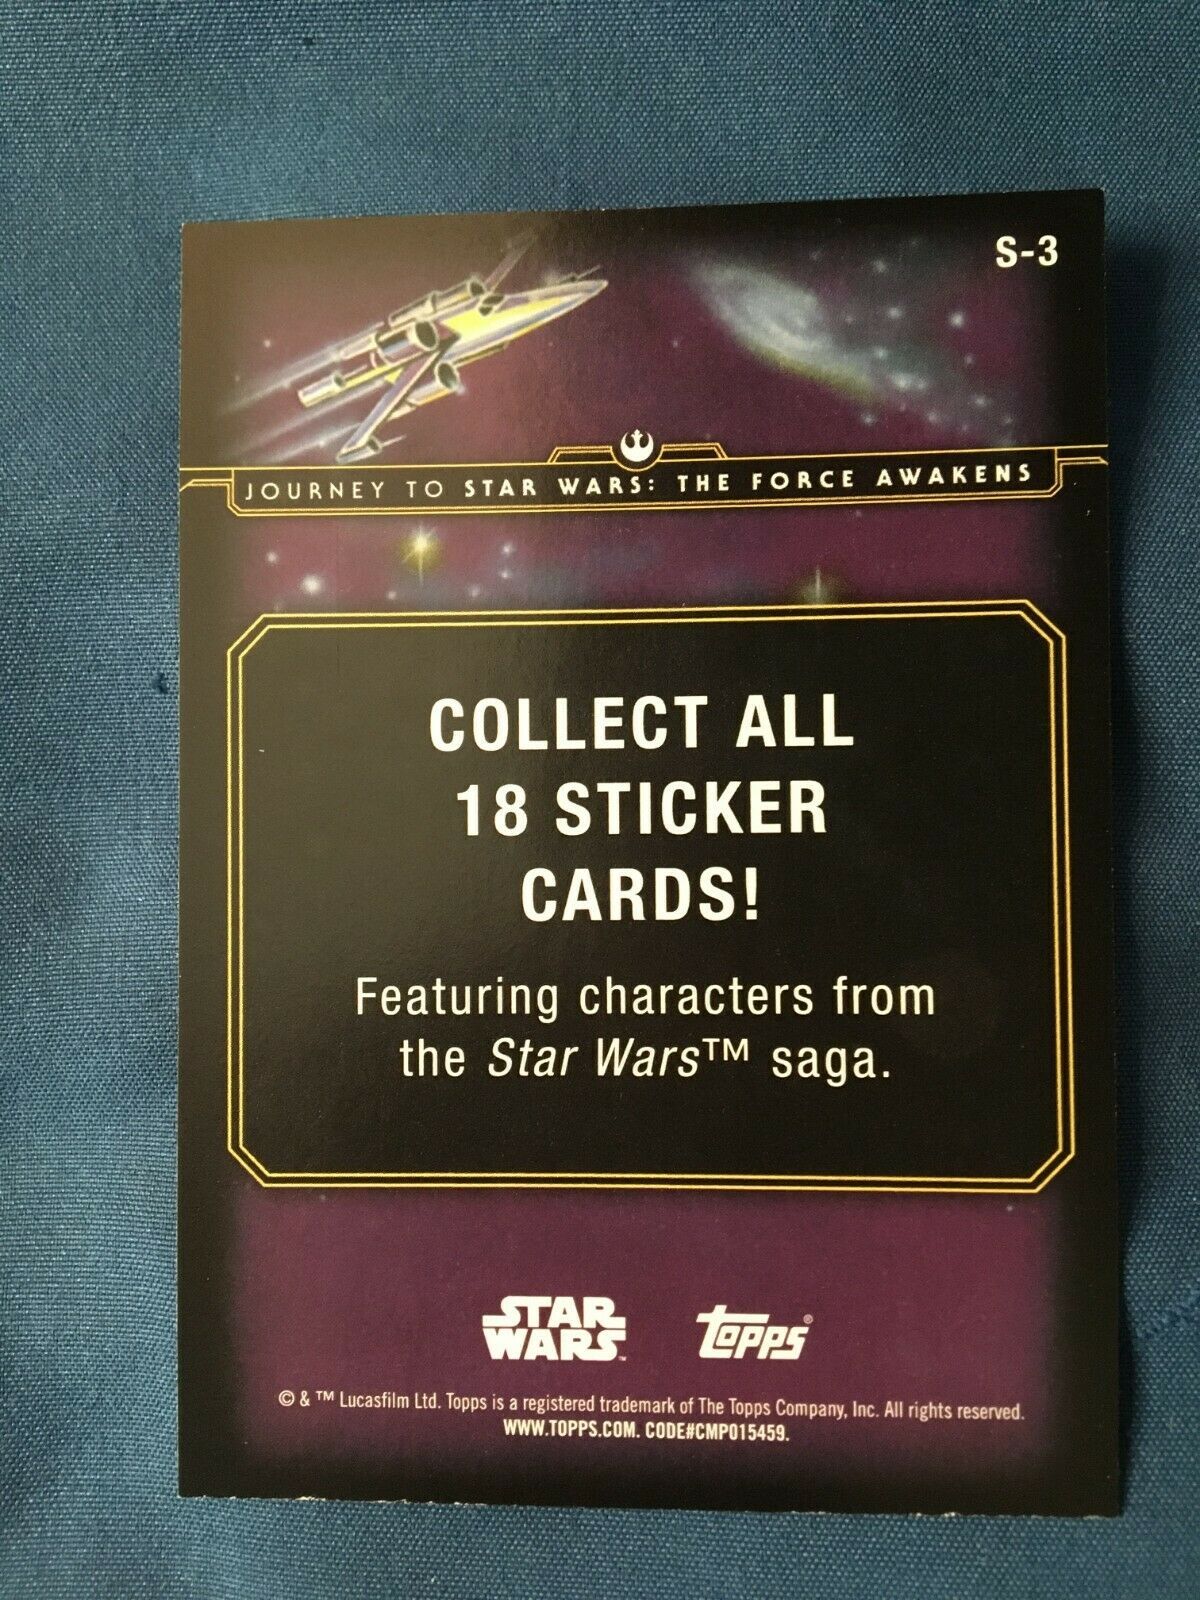 S-3
JOURNEY TO STAR WARS: THE FORCE AWAKENS
COLLECT ALL
18 STICKER
CARDS!
Featuring characters from
the Star Wars™ saga.
STAR
WARS™
topps®
© & ™ Lucasfilm Ltd. Topps is a registered trademark of The Topps Company, Inc. All rights reserved.
WWW.TOPPS.COM. CODE#CMP015459.